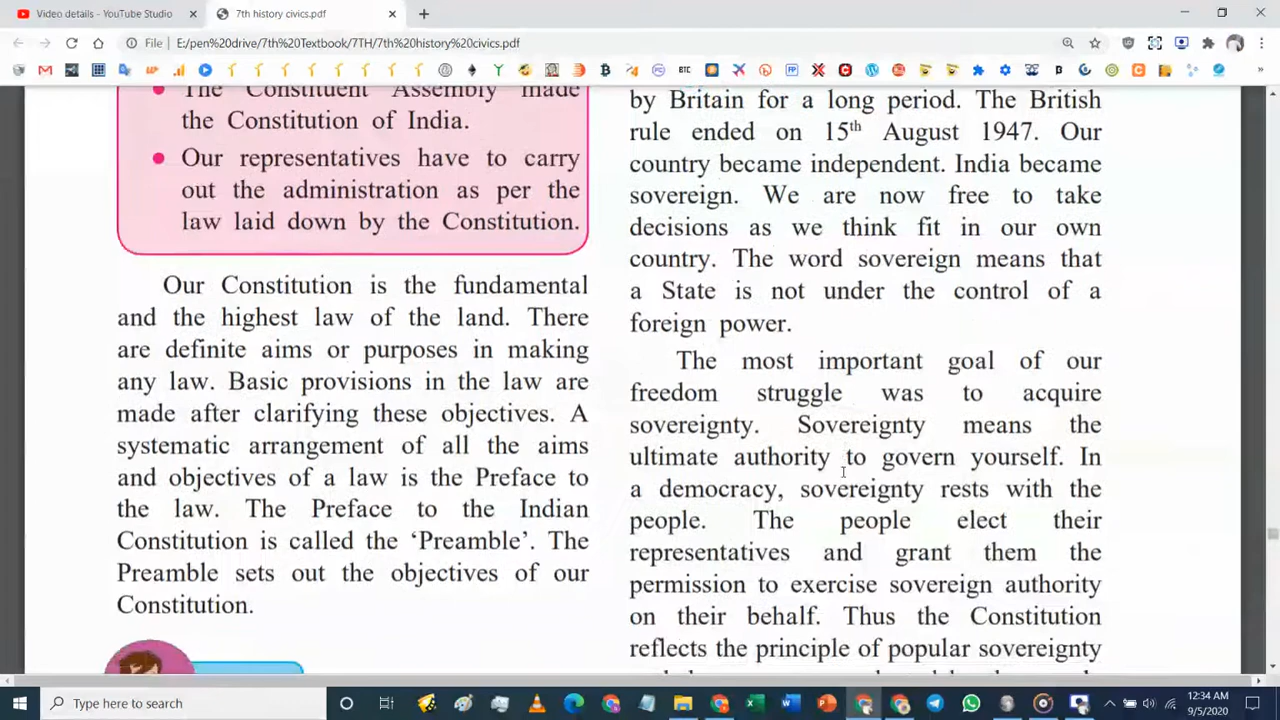 Video details - YouTube Studio
7th history civics.pdf
File
E:/pen%20drive/7th%20Textbook/7TH/7th%20history%20civics.pdf
BTC
The Constituent Assembly made
the Constitution of India.
Our representatives have to carry
out the administration as per the
law laid down by the Constitution.
Our Constitution is the fundamental
and the highest law of the land. There
are definite aims or purposes in making
any law. Basic provisions in the law are
made after clarifying these objectives. A
systematic arrangement of all the aims
and objectives of a law is the Preface to
the law. The Preface to the Indian
Constitution is called the ‘Preamble’. The
Preamble sets out the objectives of our
Constitution.
by Britain for a long period. The British
rule ended on 15th August 1947. Our
country became independent. India became
sovereign. We are now free to take
decisions as we think fit in our own
country. The word sovereign means that
a State is not under the control of a
foreign power.
The most important goal of our
freedom struggle was to acquire
sovereignty. Sovereignty means the
ultimate authority to govern yourself. In
a democracy, sovereignty rests with the
people. The people elect their
representatives and grant them the
permission to exercise sovereign authority
on their behalf. Thus the Constitution
reflects the principle of popular sovereignty
Type here to search
12:34 AM
9/5/2020